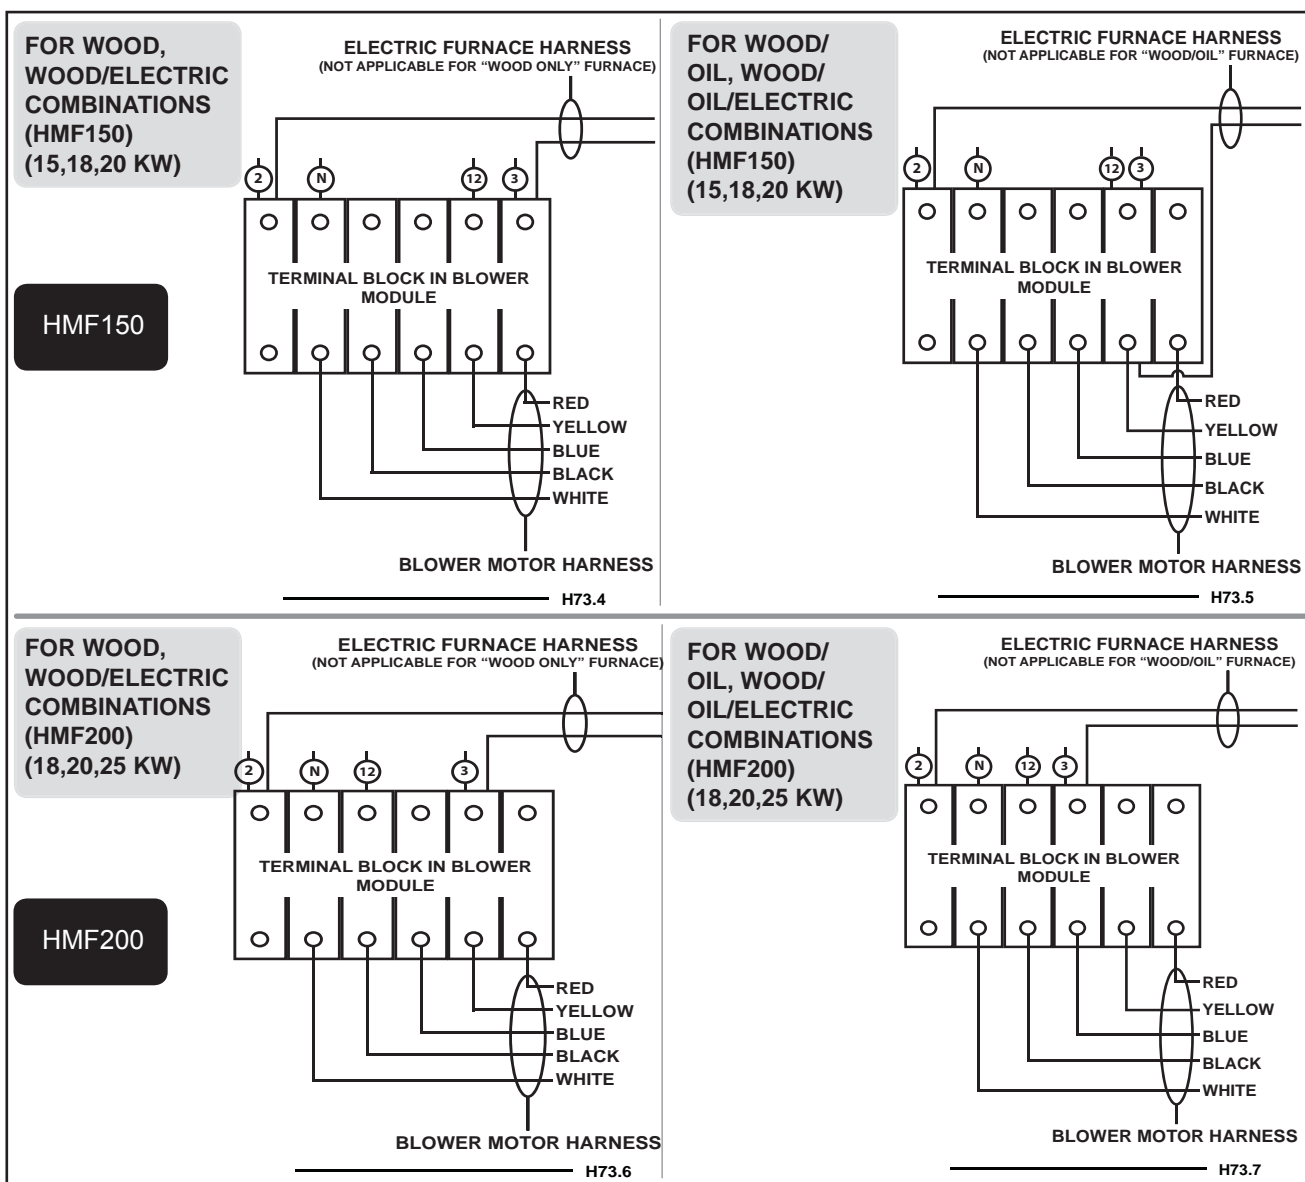 FOR WOOD,
WOOD/ELECTRIC
COMBINATIONS
(HMF150)
(15,18,20 KW)
ELECTRIC FURNACE HARNESS
(NOT APPLICABLE FOR “WOOD ONLY” FURNACE)
2
N
12
3
TERMINAL BLOCK IN BLOWER
MODULE
HMF150
RED
YELLOW
BLUE
BLACK
WHITE
BLOWER MOTOR HARNESS
H73.4
FOR WOOD/
OIL, WOOD/
OIL/ELECTRIC
COMBINATIONS
(HMF150)
(15,18,20 KW)
ELECTRIC FURNACE HARNESS
(NOT APPLICABLE FOR “WOOD/OIL” FURNACE)
2
N
12
3
TERMINAL BLOCK IN BLOWER
MODULE
RED
YELLOW
BLUE
BLACK
WHITE
BLOWER MOTOR HARNESS
H73.5
FOR WOOD,
WOOD/ELECTRIC
COMBINATIONS
(HMF200)
(18,20,25 KW)
ELECTRIC FURNACE HARNESS
(NOT APPLICABLE FOR “WOOD ONLY” FURNACE)
2
N
12
3
TERMINAL BLOCK IN BLOWER
MODULE
HMF200
RED
YELLOW
BLUE
BLACK
WHITE
BLOWER MOTOR HARNESS
H73.6
FOR WOOD/
OIL, WOOD/
OIL/ELECTRIC
COMBINATIONS
(HMF200)
(18,20,25 KW)
ELECTRIC FURNACE HARNESS
(NOT APPLICABLE FOR “WOOD/OIL” FURNACE)
2
N
12
3
TERMINAL BLOCK IN BLOWER
MODULE
RED
YELLOW
BLUE
BLACK
WHITE
BLOWER MOTOR HARNESS
H73.7